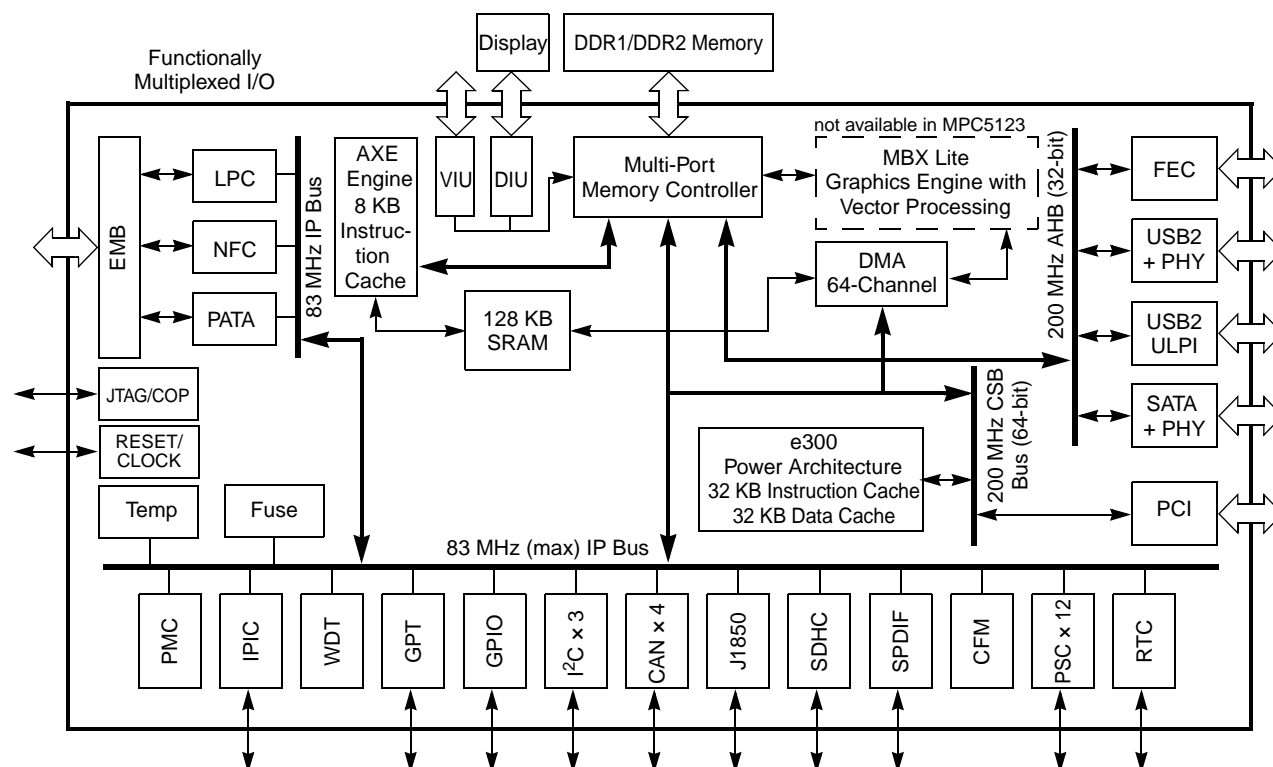 Functionally
Multiplexed I/O
Display
DDR1/DDR2 Memory
EMB
LPC
NFC
PATA
83 MHz IP Bus
AXE
Engine
8 KB
Instruc-
tion
Cache
VIU
DIU
Multi-Port
Memory Controller
not available in MPC5123
MBX Lite
Graphics Engine with
Vector Processing
200 MHz AHB (32-bit)
FEC
USB2
+ PHY
USB2
ULPI
SATA
+ PHY
128 KB
SRAM
DMA
64-Channel
JTAG/COP
RESET/
CLOCK
Temp
Fuse
e300
Power Architecture
32 KB Instruction Cache
32 KB Data Cache
200 MHz CSB
Bus (64-bit)
PCI
83 MHz (max) IP Bus
PMC
IPIC
WDT
GPT
GPIO
I²C × 3
CAN × 4
J1850
SDHC
SPDIF
CFM
PSC × 12
RTC